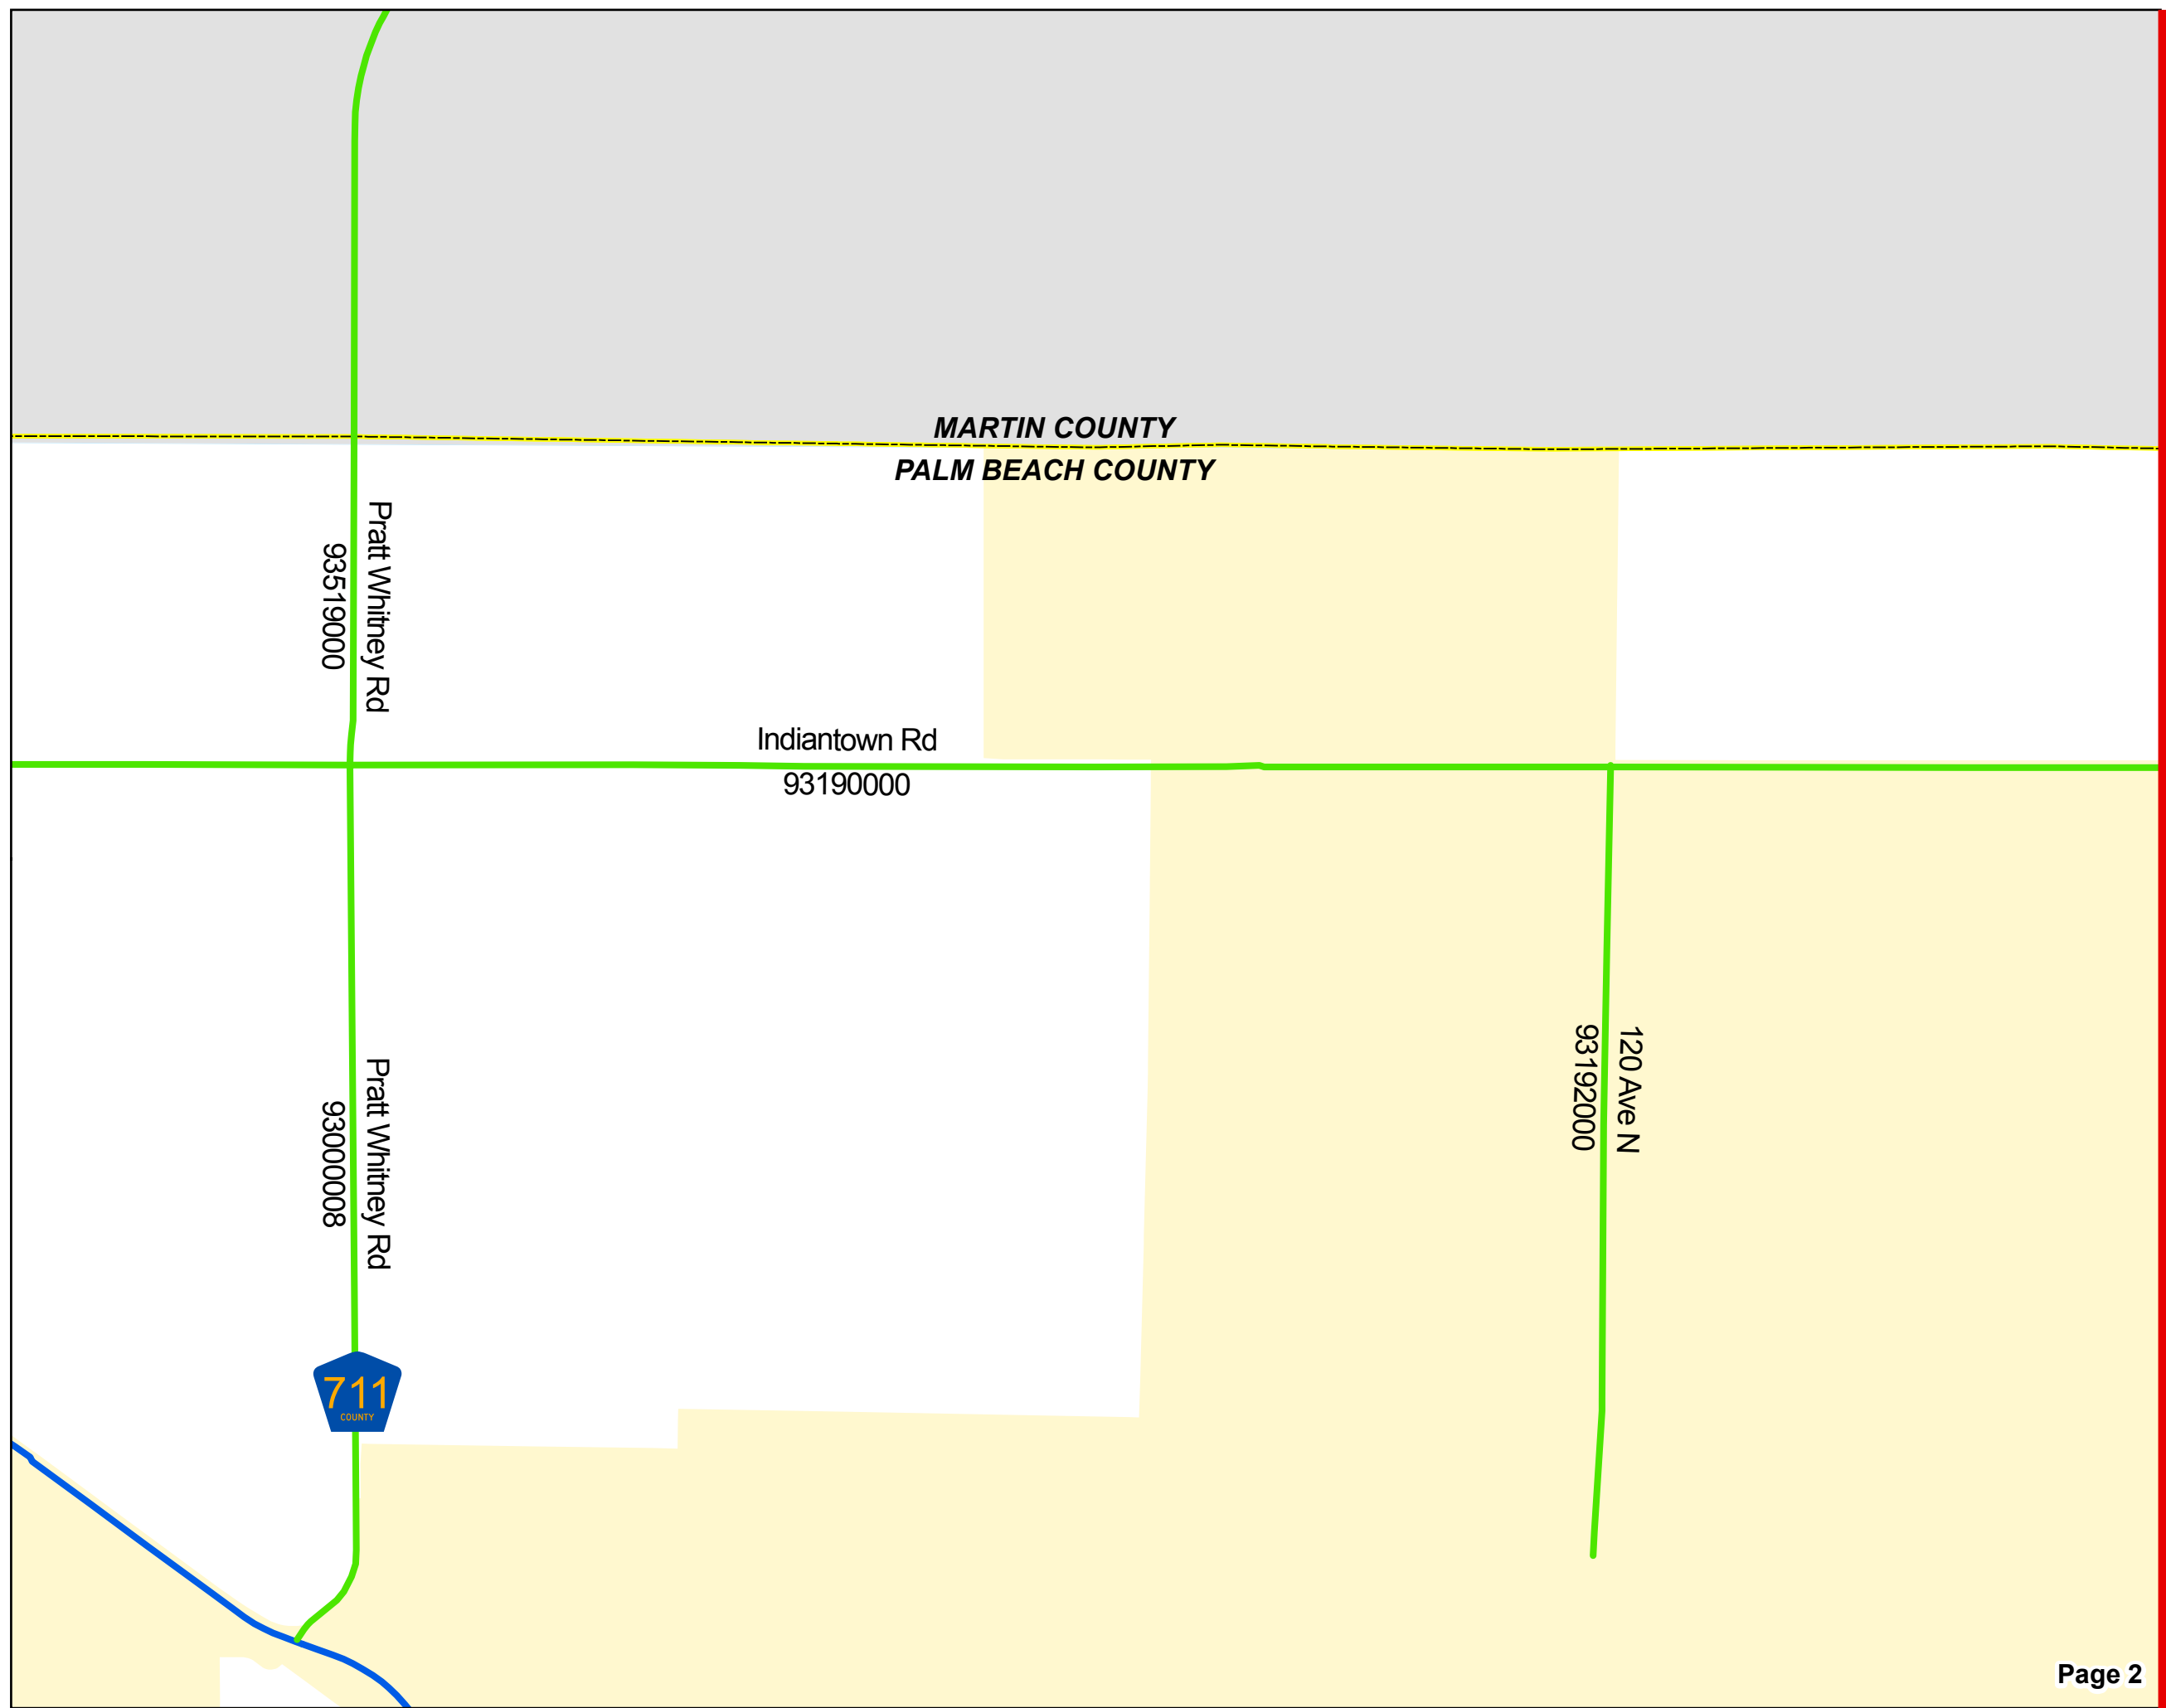 MARTIN COUNTY
PALM BEACH COUNTY
Pratt Whitney Rd
93519000
Indiantown Rd
93190000
120 Ave N
93192000
Pratt Whitney Rd
93000008
711
COUNTY
Page 2